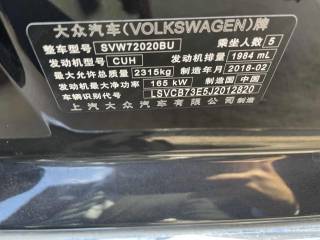 大众汽车(VOLKSWAGEN)牌
整车型号 SVW72020BU 乘坐人数 5
发动机型号 CUH 发动机排量 1984 mL
最大允许总质量 2315kg 制造年月 2018-02
发动机最大净功率 165 kW 制造国 中国
车辆识别代号 LSVCB73E5J2012820
上汽大众汽车有限公司 制造